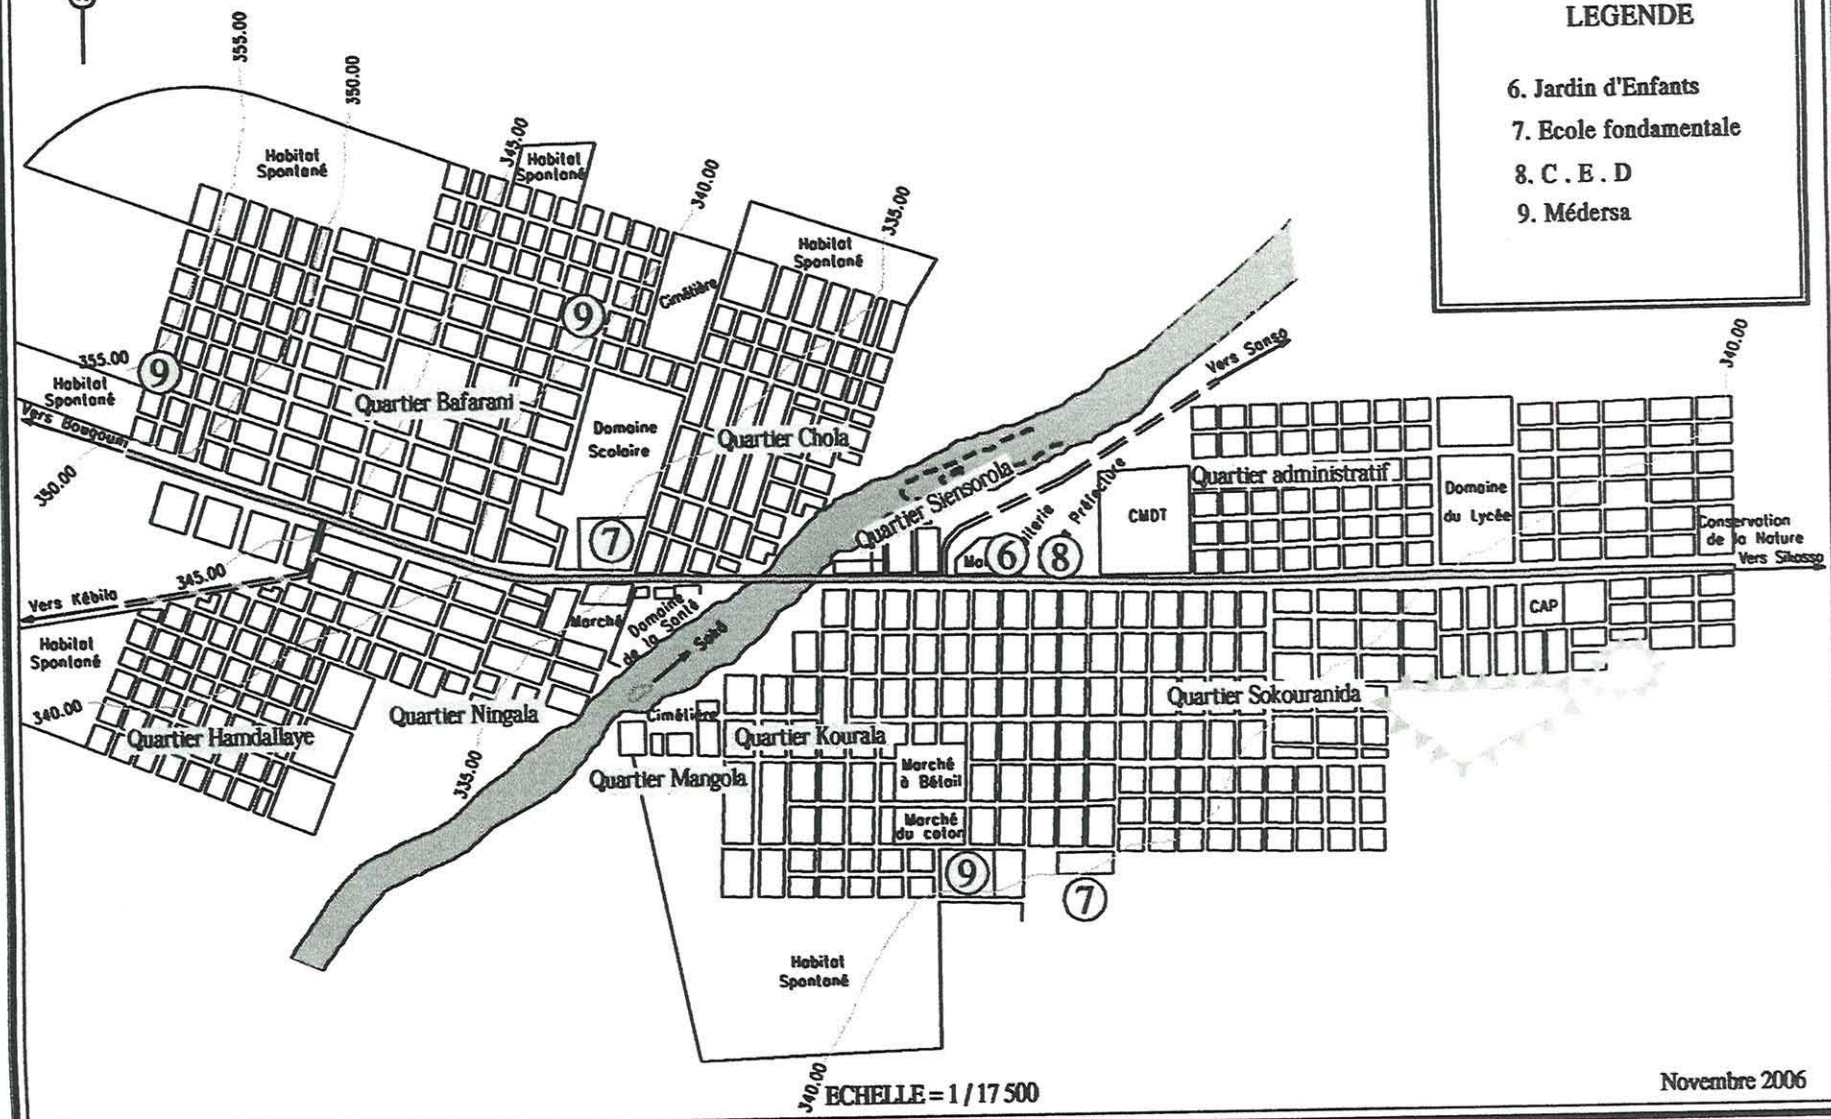 LEGENDE
6. Jardin d'Enfants
7. Ecole fondamentale
8. C . E . D
9. Médersa
355.00
350.00
345.00
340.00
335.00
Habitat
Spontané
Habitat
Spontané
Habitat
Spontané
Cimétière
9
9
355.00
Habitat
Spontané
Vers Bougouni
350.00
Quartier Bafarani
Domaine
Scolaire
Quartier Chola
Vers Sanso
340.00
Quartier Siensorola
Préfecture
CMDT
Quartier administratif
Domaine
du Lycée
Conservation
de la Nature
Vers Sikasso
7
6
8
345.00
Vers Kébila
Habitat
Spontané
340.00
Marché
Domaine
de la Santé
CAP
Quartier Hamdallaye
Quartier Ningala
335.00
Cimétière
Quartier Kourala
Quartier Mangola
Quartier Sokouranida
Marché
à Bétail
Marché
du coton
9
7
Habitat
Spontané
340.00
ECHELLE = 1 / 17 500
Novembre 2006